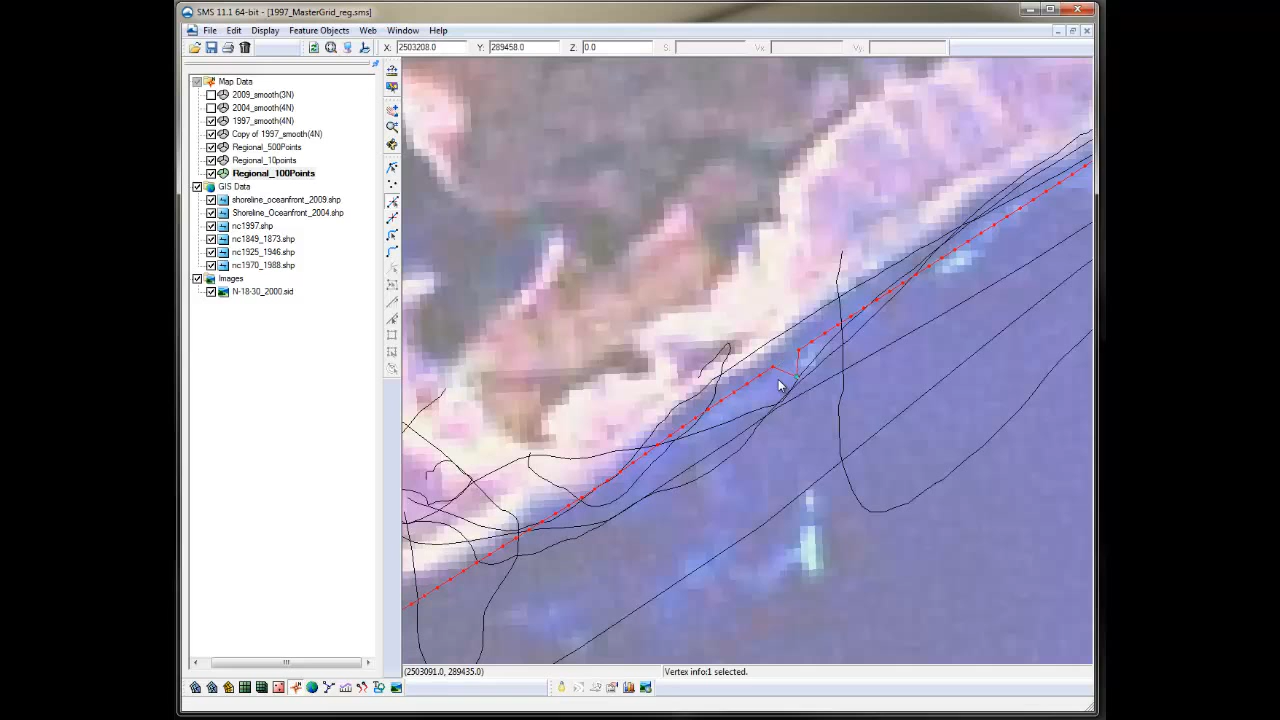 SMS 11.1 64-bit - [1997_MasterGrid_reg.sms]
File Edit Display Feature Objects Web Window Help
X: 2503208.0 Y: 289458.0 Z: 0.0 S: Vx: Vy:
Map Data
2009_smooth(3N)
2004_smooth(4N)
1997_smooth(4N)
Copy of 1997_smooth(4N)
Regional_500Points
Regional_10points
Regional_100Points
GIS Data
shoreline_oceanfront_2009.shp
Shoreline_Oceanfront_2004.shp
nc1997.shp
nc1849_1873.shp
nc1925_1946.shp
nc1970_1988.shp
Images
N-18-30_2000.sid
(2503091.0, 289435.0) Vertex info:1 selected.